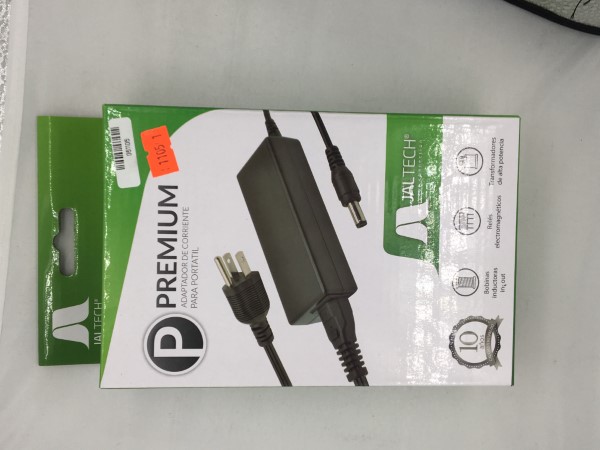 JALTECH®
P PREMIUM
ADAPTADOR DE CORRIENTE
PARA PORTATIL
1105 1
JALTECH®
10
años
Bobinas
inductoras
in¿out
Relés
electromagnéticos
Transformadores
de alta potencia